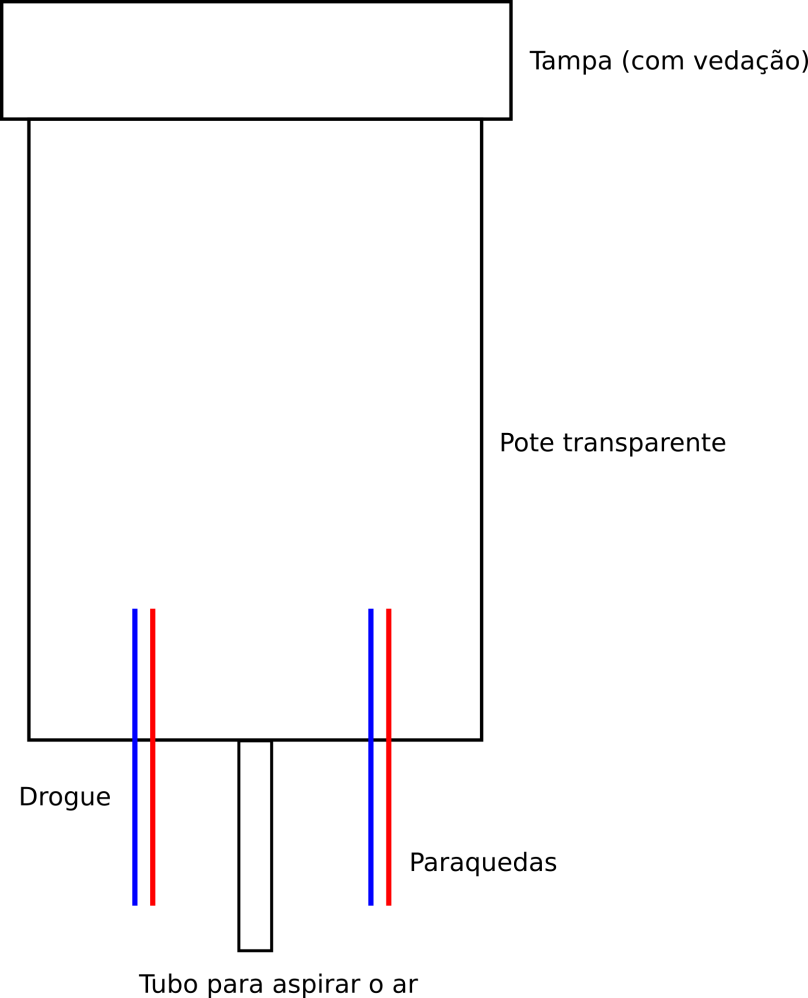 Tampa (com vedação)
Pote transparente
Drogue
Paraquedas
Tubo para aspirar o ar